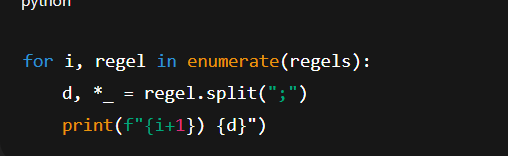 python
for i, regel in enumerate(regels):
    d, *_ = regel.split(";")
    print(f"{i+1}) {d}")